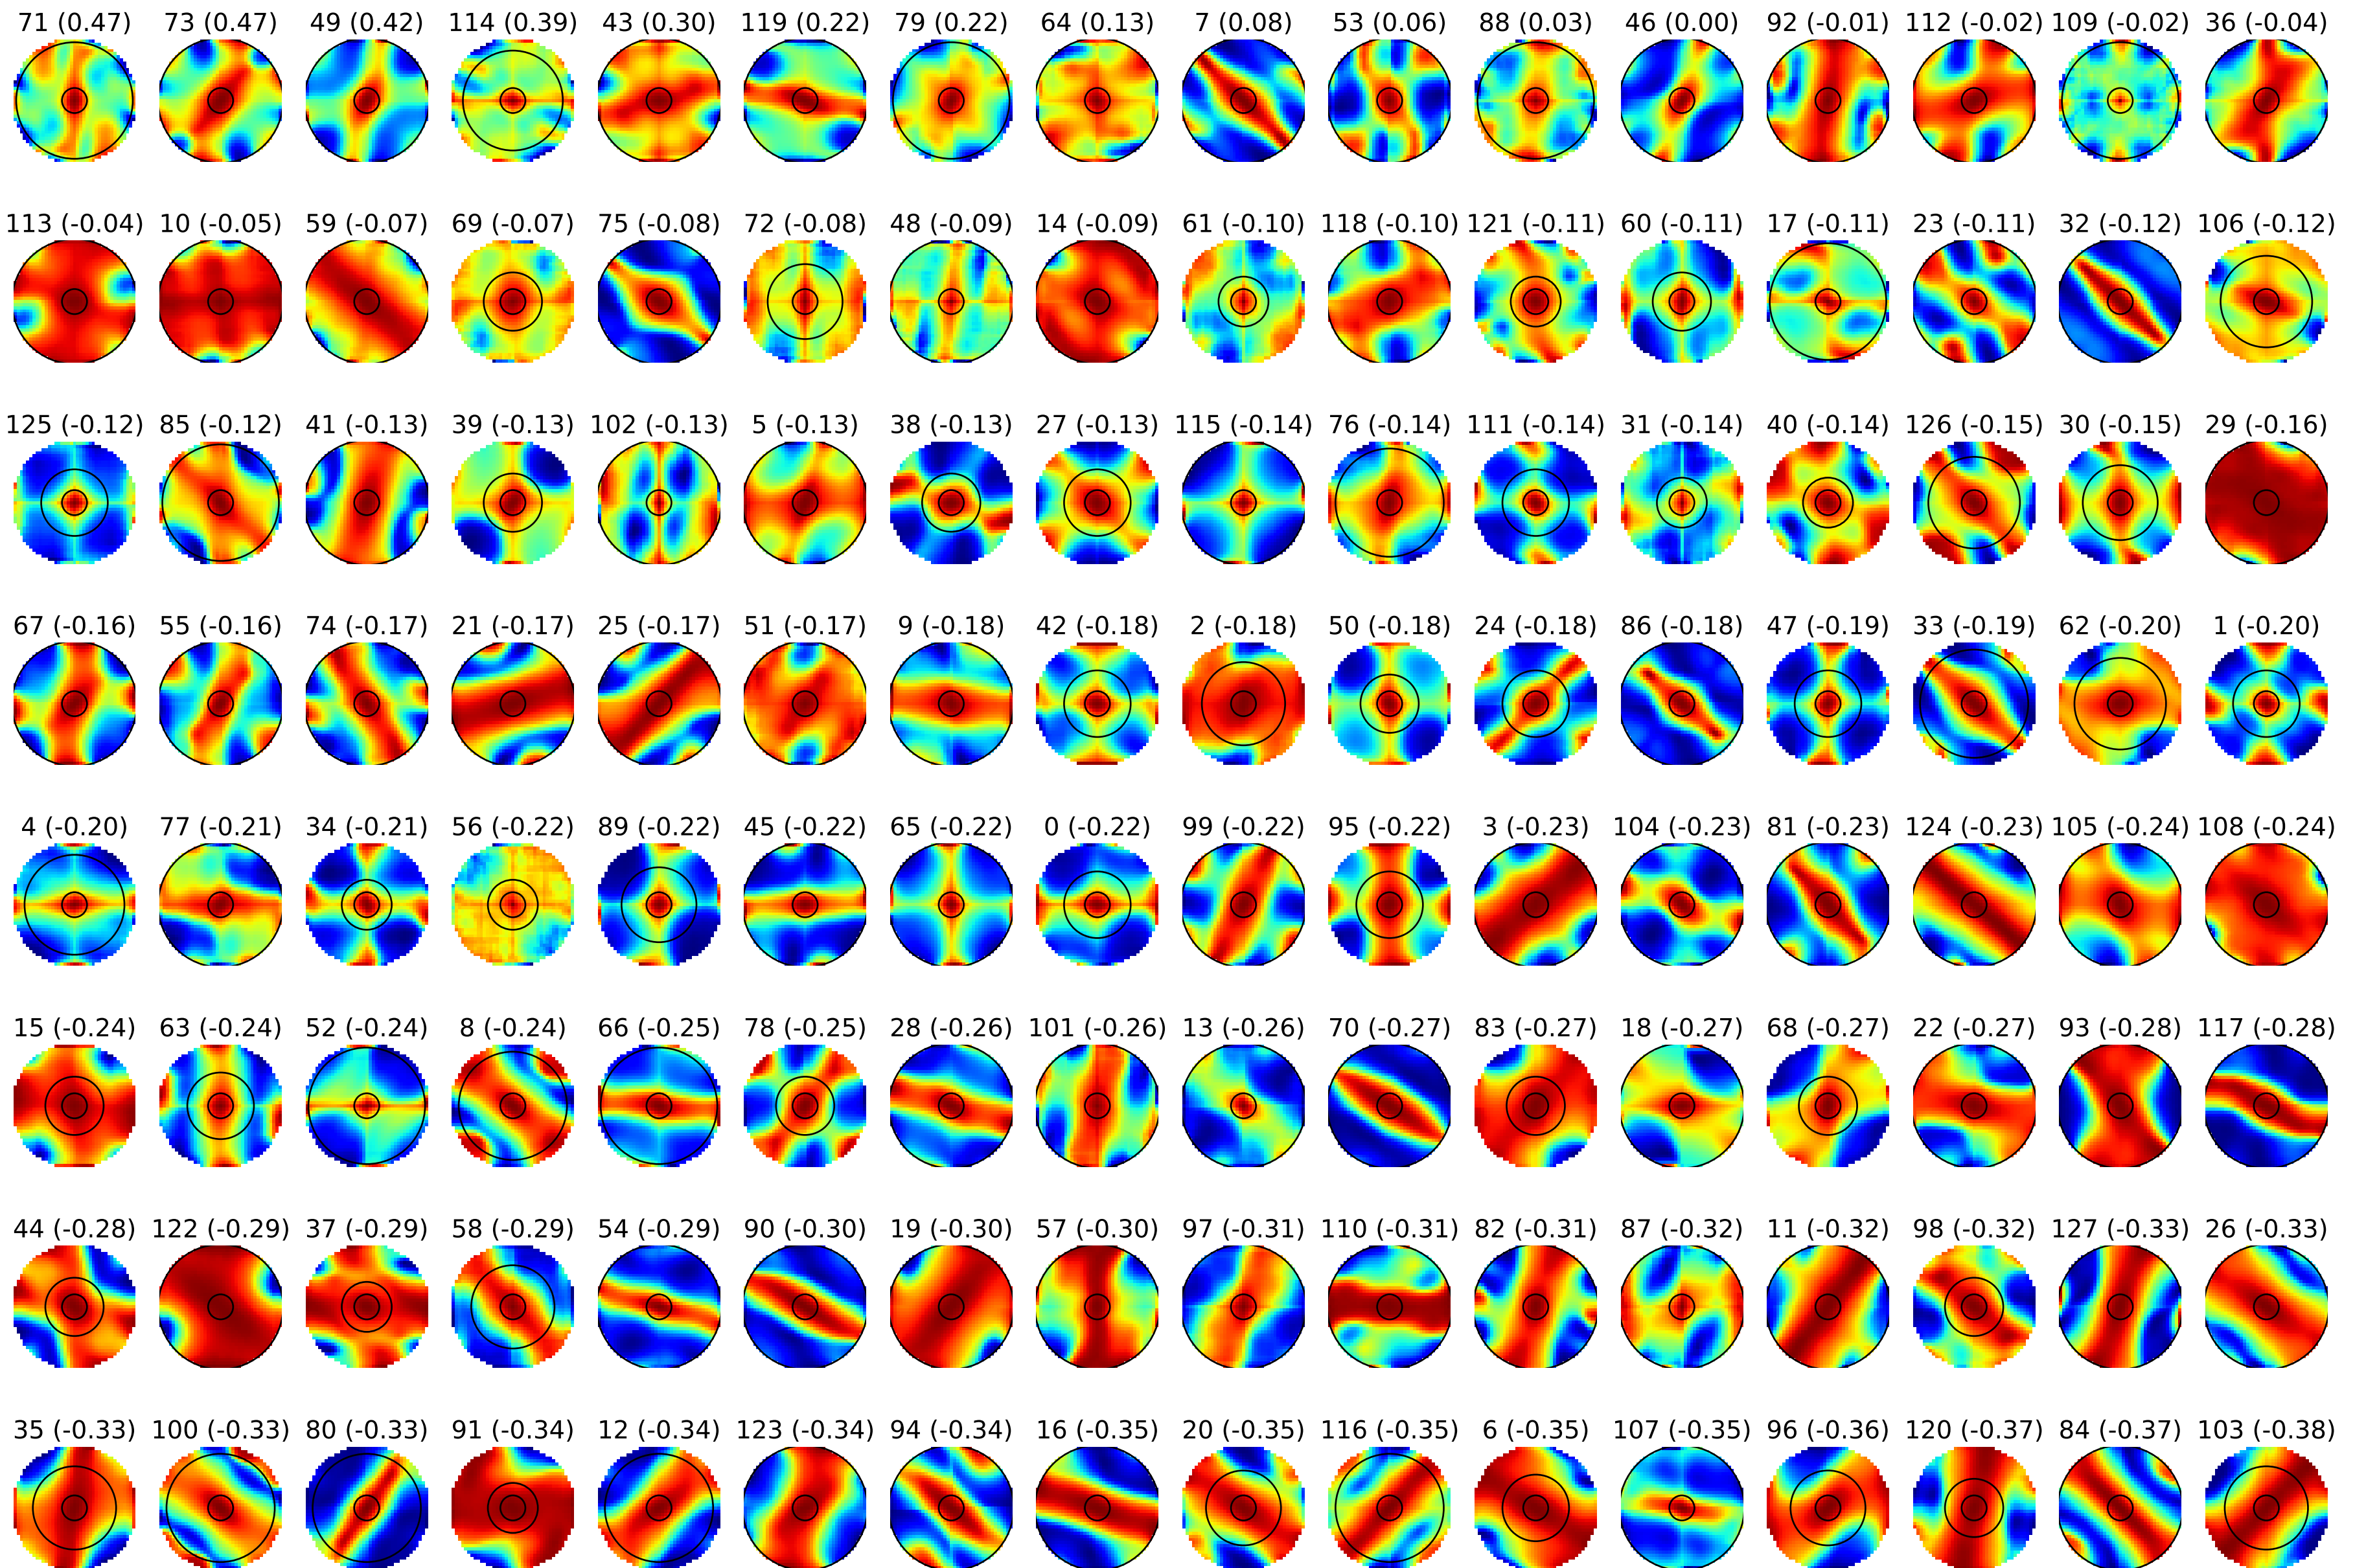 71 (0.47) 73 (0.47) 49 (0.42) 114 (0.39) 43 (0.30) 119 (0.22) 79 (0.22) 64 (0.13) 7 (0.08) 53 (0.06) 88 (0.03) 46 (0.00) 92 (-0.01) 112 (-0.02) 109 (-0.02) 36 (-0.04)
113 (-0.04) 10 (-0.05) 59 (-0.07) 69 (-0.07) 75 (-0.08) 72 (-0.08) 48 (-0.09) 14 (-0.09) 61 (-0.10) 118 (-0.10) 121 (-0.11) 60 (-0.11) 17 (-0.11) 23 (-0.11) 32 (-0.12) 106 (-0.12)
125 (-0.12) 85 (-0.12) 41 (-0.13) 39 (-0.13) 102 (-0.13) 5 (-0.13) 38 (-0.13) 27 (-0.13) 115 (-0.14) 76 (-0.14) 111 (-0.14) 31 (-0.14) 40 (-0.14) 126 (-0.15) 30 (-0.15) 29 (-0.16)
67 (-0.16) 55 (-0.16) 74 (-0.17) 21 (-0.17) 25 (-0.17) 51 (-0.17) 9 (-0.18) 42 (-0.18) 2 (-0.18) 50 (-0.18) 24 (-0.18) 86 (-0.18) 47 (-0.19) 33 (-0.19) 62 (-0.20) 1 (-0.20)
4 (-0.20) 77 (-0.21) 34 (-0.21) 56 (-0.22) 89 (-0.22) 45 (-0.22) 65 (-0.22) 0 (-0.22) 99 (-0.22) 95 (-0.22) 3 (-0.23) 104 (-0.23) 81 (-0.23) 124 (-0.23) 105 (-0.24) 108 (-0.24)
15 (-0.24) 63 (-0.24) 52 (-0.24) 8 (-0.24) 66 (-0.25) 78 (-0.25) 28 (-0.26) 101 (-0.26) 13 (-0.26) 70 (-0.27) 83 (-0.27) 18 (-0.27) 68 (-0.27) 22 (-0.27) 93 (-0.28) 117 (-0.28)
44 (-0.28) 122 (-0.29) 37 (-0.29) 58 (-0.29) 54 (-0.29) 90 (-0.30) 19 (-0.30) 57 (-0.30) 97 (-0.31) 110 (-0.31) 82 (-0.31) 87 (-0.32) 11 (-0.32) 98 (-0.32) 127 (-0.33) 26 (-0.33)
35 (-0.33) 100 (-0.33) 80 (-0.33) 91 (-0.34) 12 (-0.34) 123 (-0.34) 94 (-0.34) 16 (-0.35) 20 (-0.35) 116 (-0.35) 6 (-0.35) 107 (-0.35) 96 (-0.36) 120 (-0.37) 84 (-0.37) 103 (-0.38)